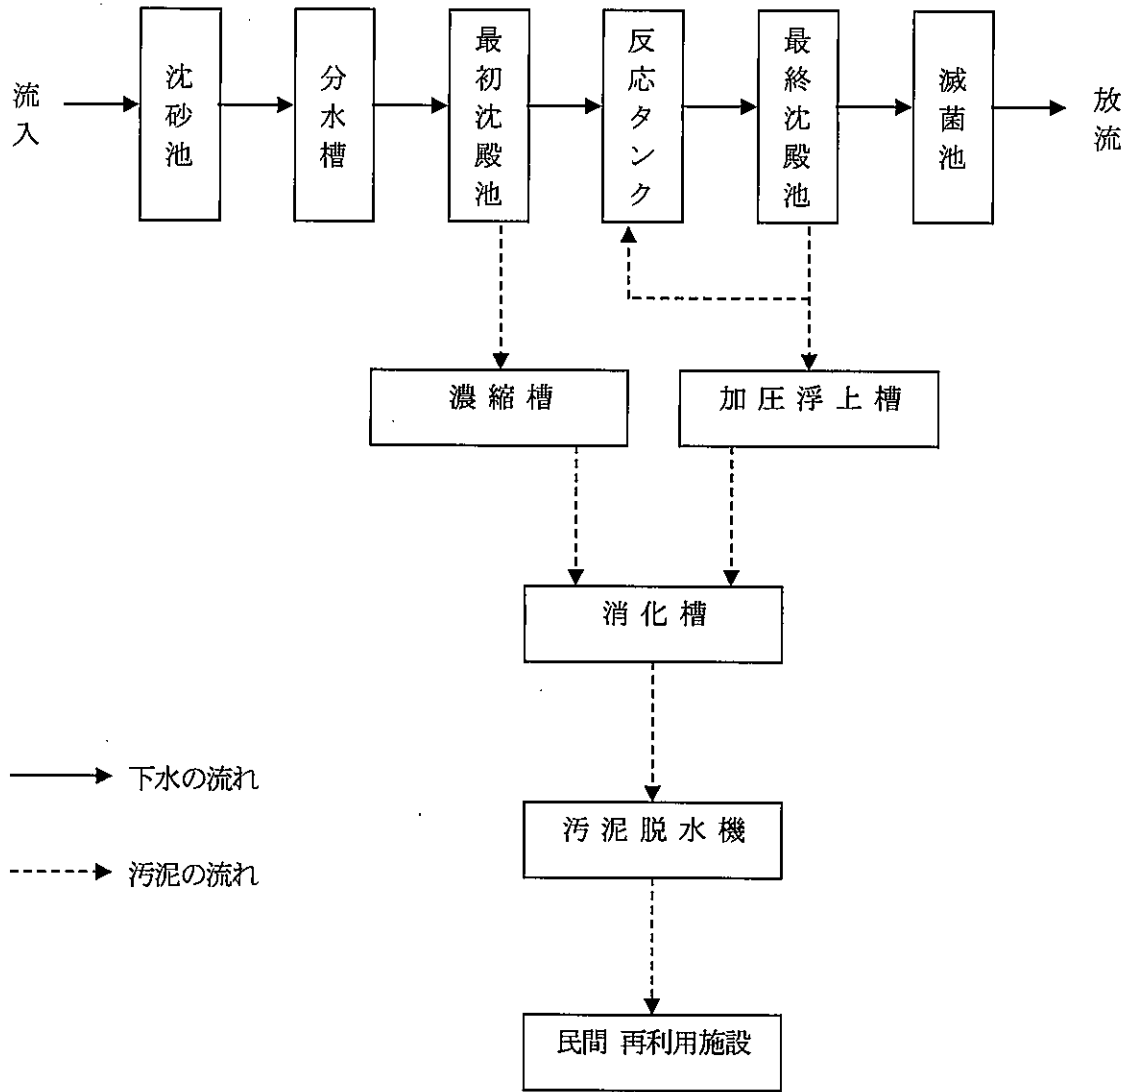 流入
沈砂池
分水槽
最初沈殿池
反応タンク
最終沈殿池
滅菌池
放流
濃縮槽
加圧浮上槽
消化槽
下水の流れ
汚泥脱水機
汚泥の流れ
民間 再利用施設